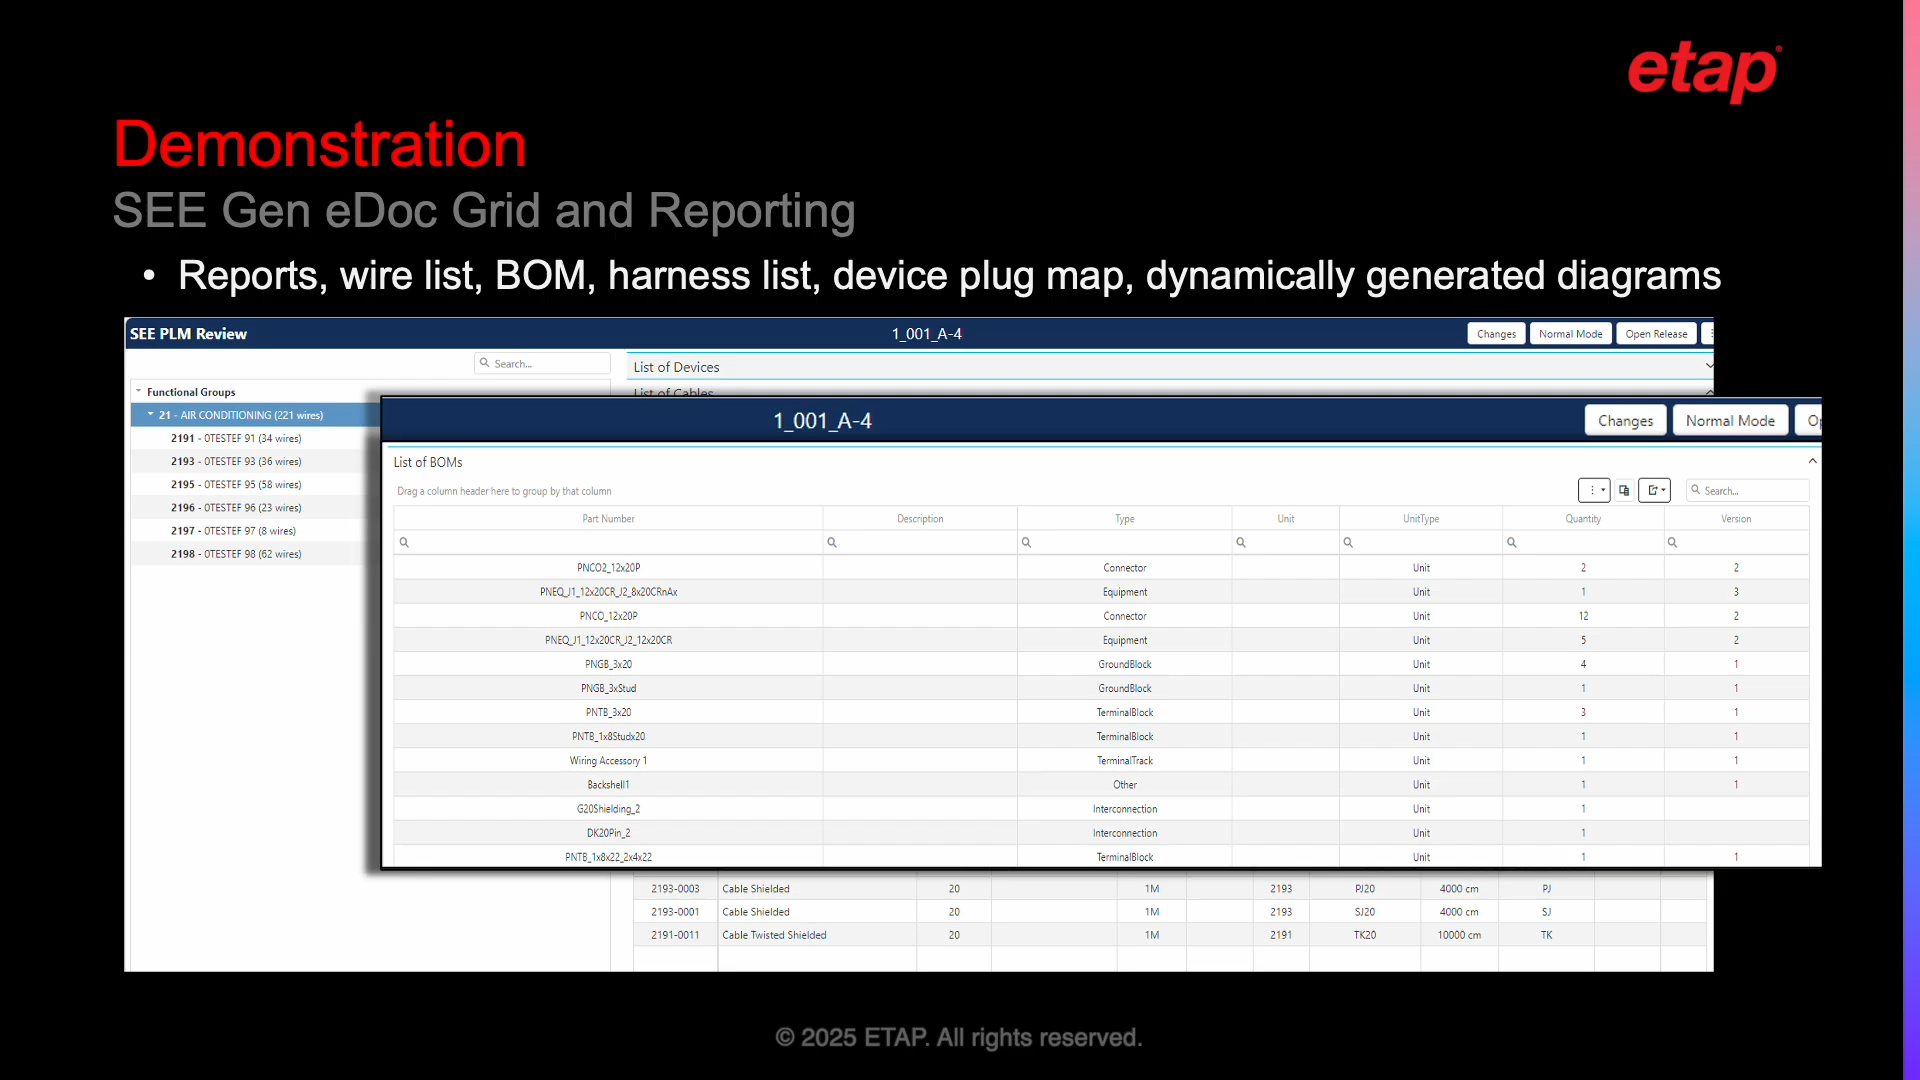 etap
Demonstration
SEE Gen eDoc Grid and Reporting
• Reports, wire list, BOM, harness list, device plug map, dynamically generated diagrams
SEE PLM Review 1_001_A-4 Changes Normal Mode Open Release
Search... List of Devices
Functional Groups List of Cables
21 - AIR CONDITIONING (221 wires)
2191 - 0TESTEF 91 (34 wires)
2193 - 0TESTEF 93 (36 wires)
2195 - 0TESTEF 95 (58 wires)
2196 - 0TESTEF 96 (23 wires)
2197 - 0TESTEF 97 (8 wires)
2198 - 0TESTEF 98 (62 wires)
1_001_A-4 Changes Normal Mode Op
List of BOMs
Drag a column header here to group by that column Search...
Part Number Description Type Unit UnitType Quantity Version
PNCO2_12x20P Connector Unit 2 2
PNEQ_J1_12x20CR_J2_8x20CRnAx Equipment Unit 1 3
PNCO_12x20P Connector Unit 12 2
PNEQ_J1_12x20CR_J2_12x20CR Equipment Unit 5 2
PNGB_3x20 GroundBlock Unit 4 1
PNGB_3xStud GroundBlock Unit 1 1
PNTB_3x20 TerminalBlock Unit 3 1
PNTB_1x8Studx20 TerminalBlock Unit 1 1
Wiring Accessory 1 TerminalTrack Unit 1 1
Backshell1 Other Unit 1 1
G20Shielding_2 Interconnection Unit 1
DK20Pin_2 Interconnection Unit 1
PNTB_1x8x22_2x4x22 TerminalBlock Unit 1 1
2193-0003 Cable Shielded 20 1M 2193 PJ20 4000 cm PJ
2193-0001 Cable Shielded 20 1M 2193 SJ20 4000 cm SJ
2191-0011 Cable Twisted Shielded 20 1M 2191 TK20 10000 cm TK
© 2025 ETAP. All rights reserved.